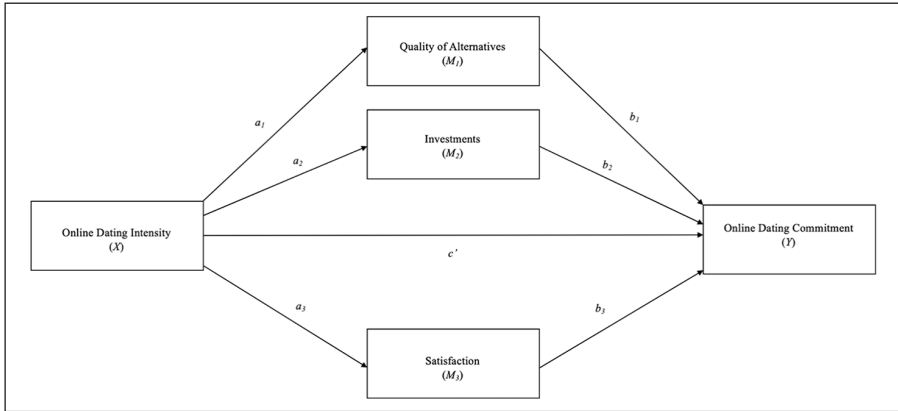 Quality of Alternatives
(M1)
a1
b1
Investments
(M2)
a2
b2
Online Dating Intensity
(X)
Online Dating Commitment
(Y)
c'
a3
b3
Satisfaction
(M3)